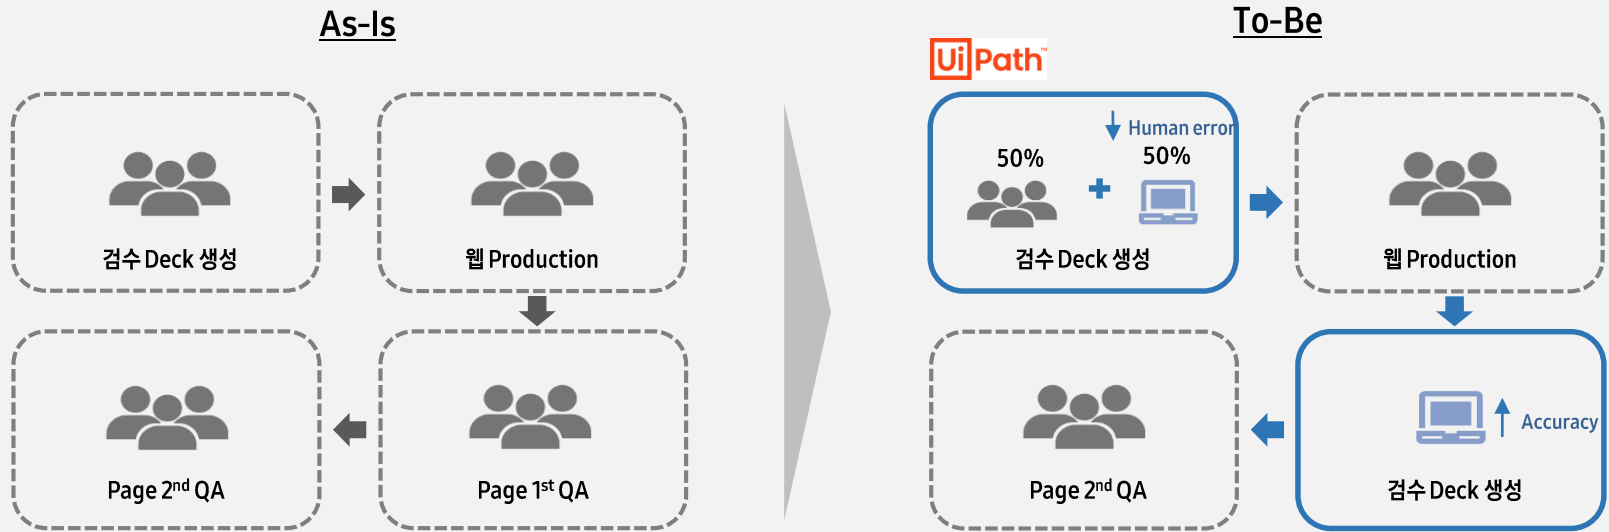 As-Is
검수 Deck 생성
웹 Production
Page 2nd QA
Page 1st QA
To-Be
UiPath™
Human error
50%
50%
검수 Deck 생성
웹 Production
Page 2nd QA
Accuracy
검수 Deck 생성